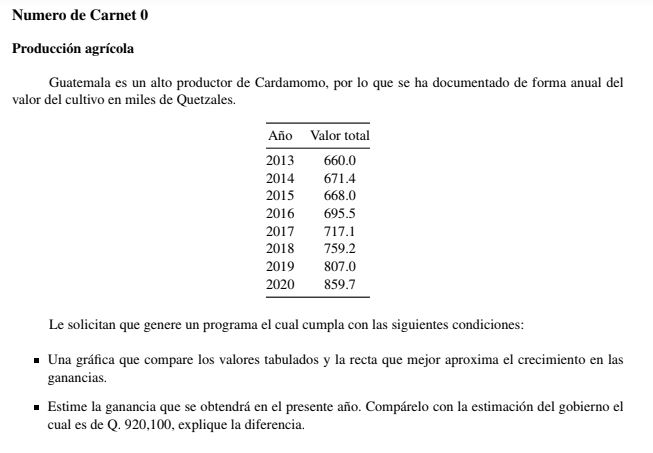 Numero de Carnet 0
Producción agrícola
Guatemala es un alto productor de Cardamomo, por lo que se ha documentado de forma anual del
valor del cultivo en miles de Quetzales.
Año Valor total
2013 660.0
2014 671.4
2015 668.0
2016 695.5
2017 717.1
2018 759.2
2019 807.0
2020 859.7
Le solicitan que genere un programa el cual cumpla con las siguientes condiciones:
▪ Una gráfica que compare los valores tabulados y la recta que mejor aproxima el crecimiento en las
ganancias.
▪ Estime la ganancia que se obtendrá en el presente año. Compárelo con la estimación del gobierno el
cual es de Q. 920,100, explique la diferencia.